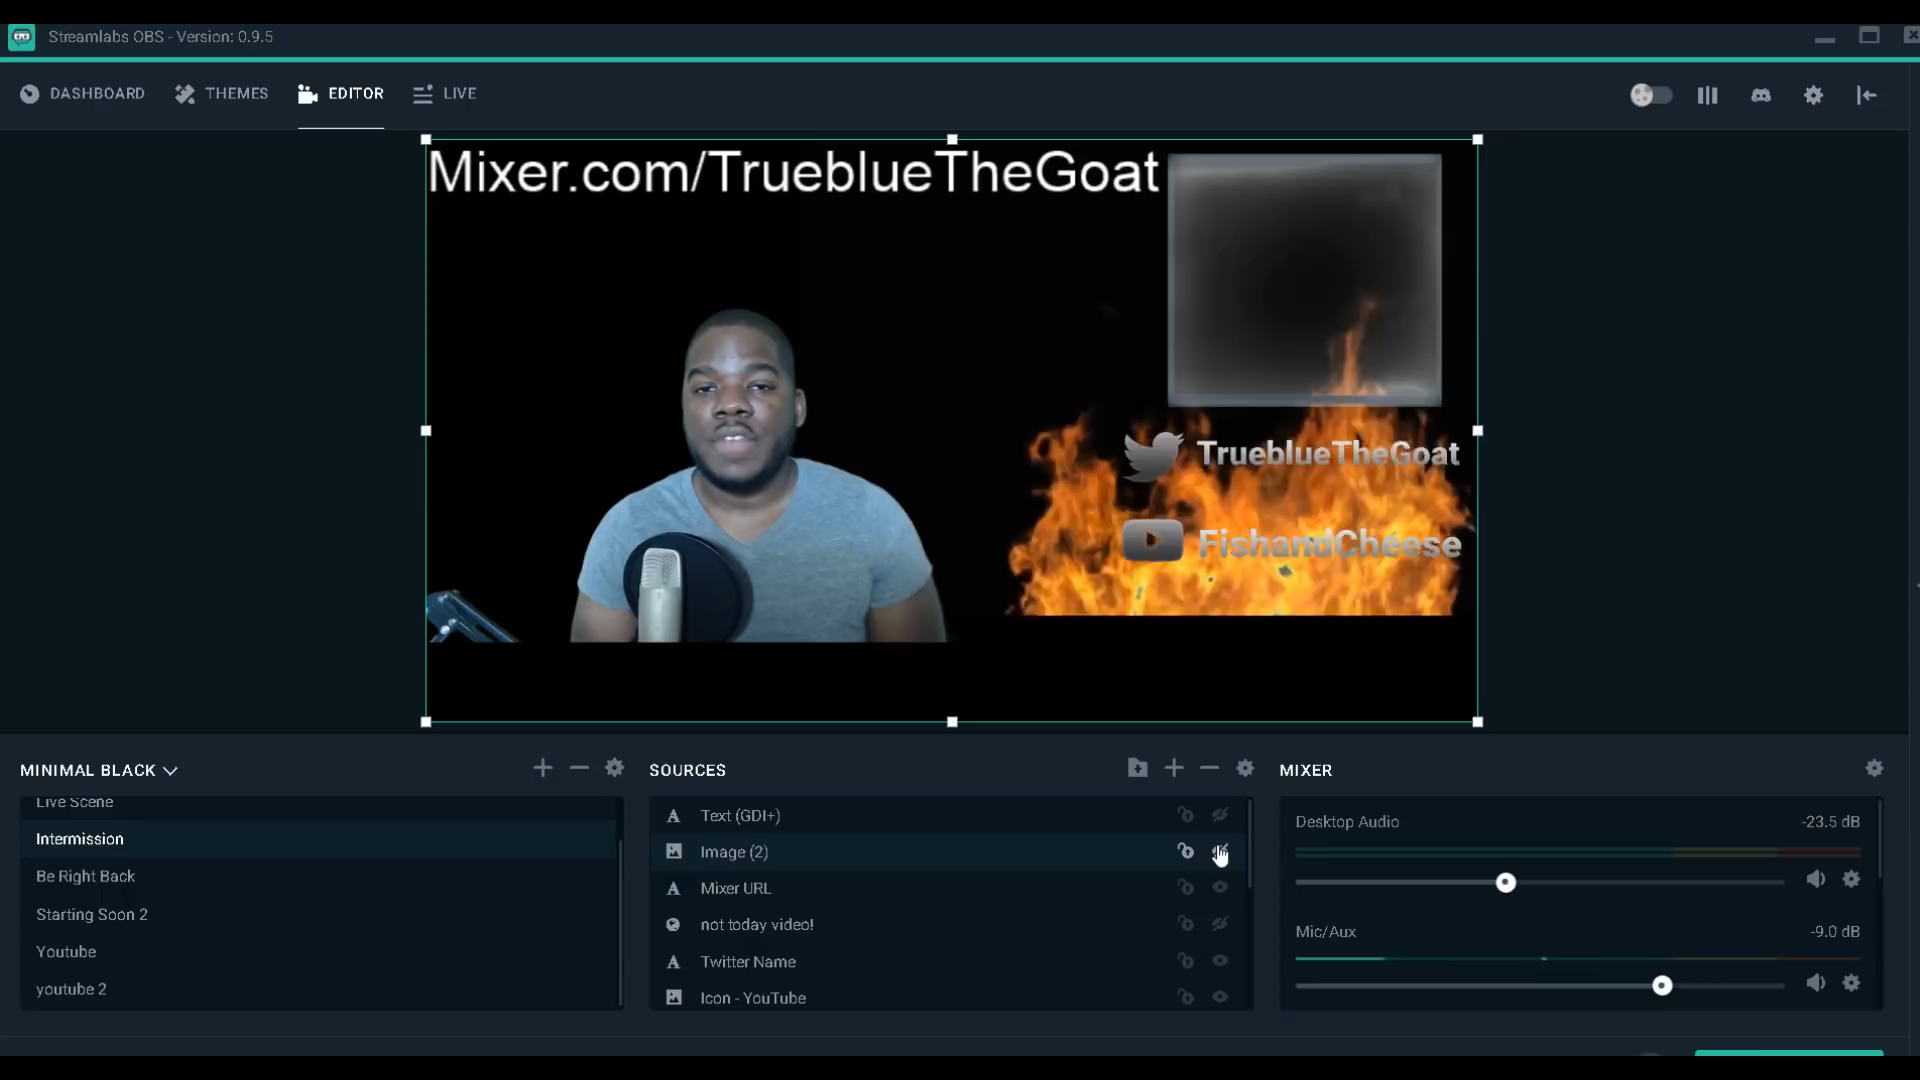 Streamlabs OBS - Version: 0.9.5
DASHBOARD
THEMES
EDITOR
LIVE
Mixer.com/TrueblueTheGoat
TrueblueTheGoat
FishandCheese
MINIMAL BLACK
Live Scene
Intermission
Be Right Back
Starting Soon 2
Youtube
youtube 2
SOURCES
Text (GDI+)
Image (2)
Mixer URL
not today video!
Twitter Name
Icon - YouTube
MIXER
Desktop Audio
-23.5 dB
Mic/Aux
-9.0 dB